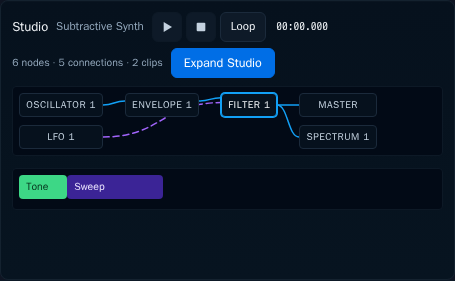 Studio Subtractive Synth Loop 00:00.000
6 nodes · 5 connections · 2 clips Expand Studio
OSCILLATOR 1 ENVELOPE 1 FILTER 1 MASTER
LFO 1 SPECTRUM 1
Tone Sweep